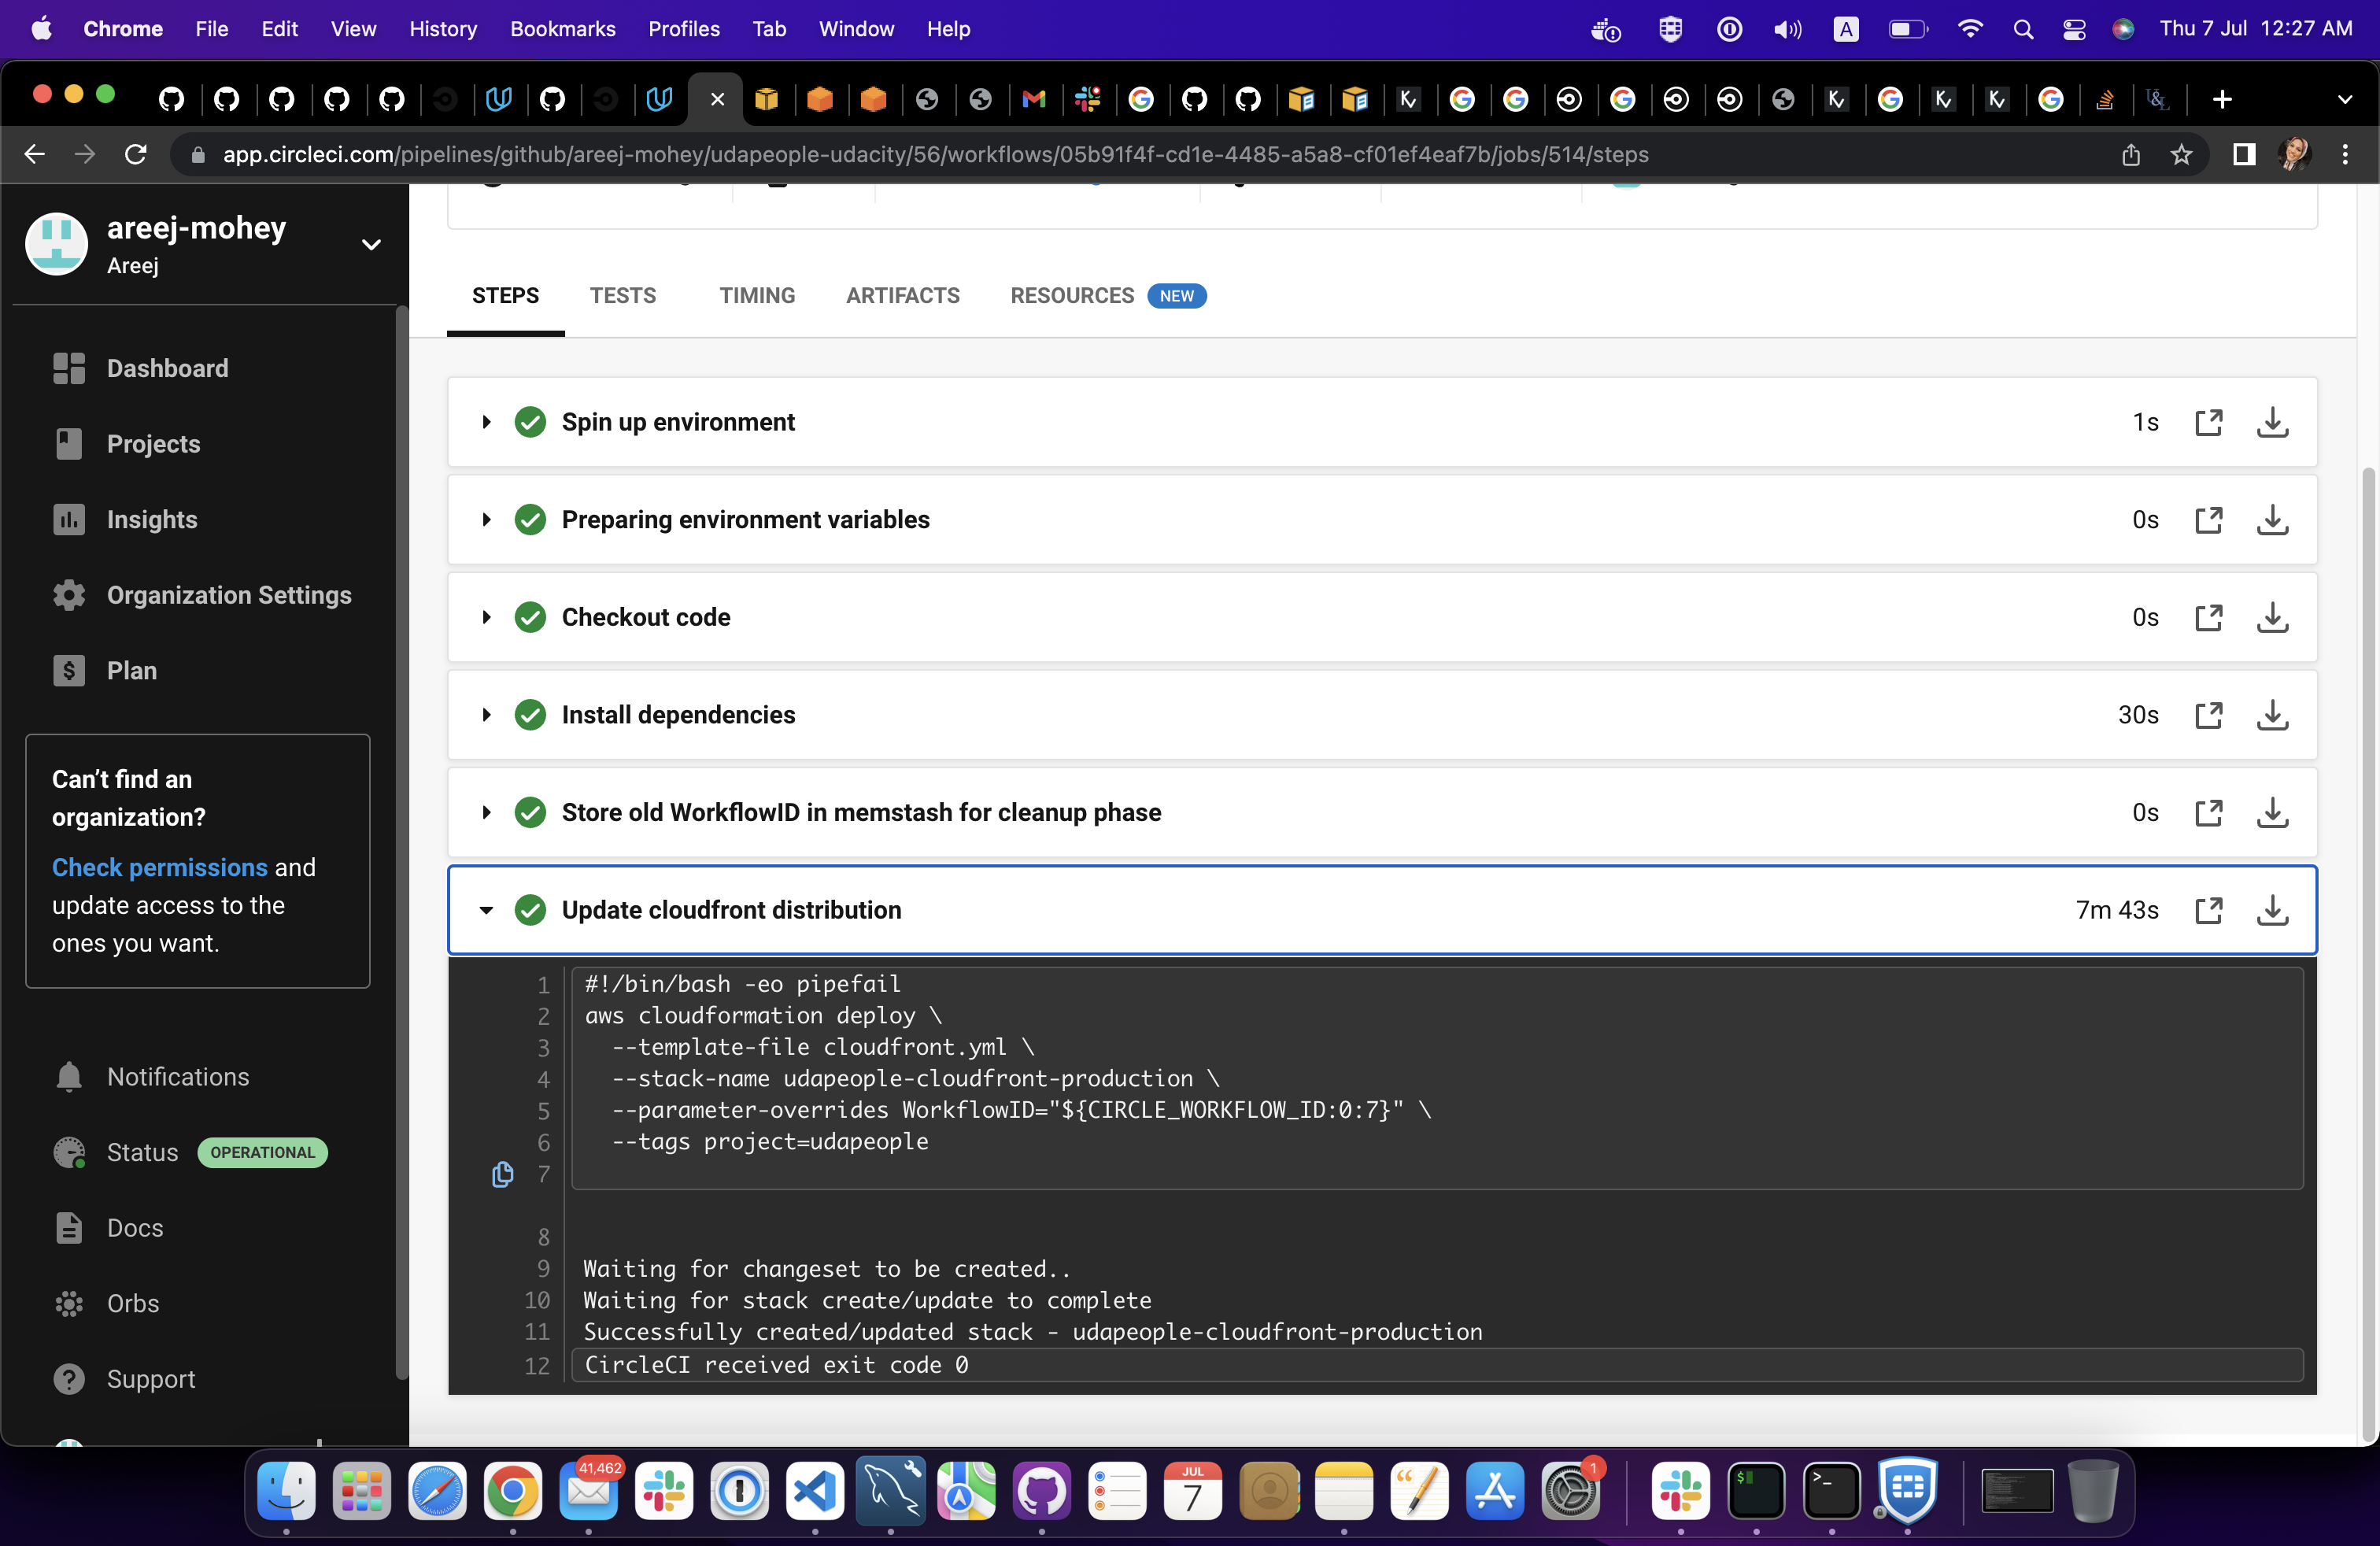 Chrome File Edit View History Bookmarks Profiles Tab Window Help A Thu 7 Jul 12:27 AM
app.circleci.com/pipelines/github/areej-mohey/udapeople-udacity/56/workflows/05b91f4f-cd1e-4485-a5a8-cf01ef4eaf7b/jobs/514/steps
areej-mohey
Areej
Dashboard
Projects
Insights
Organization Settings
Plan
Can’t find an
organization?
Check permissions and
update access to the
ones you want.
Notifications
Status OPERATIONAL
Docs
Orbs
Support
STEPS TESTS TIMING ARTIFACTS RESOURCES NEW
Spin up environment 1s
Preparing environment variables 0s
Checkout code 0s
Install dependencies 30s
Store old WorkflowID in memstash for cleanup phase 0s
Update cloudfront distribution 7m 43s
1 #!/bin/bash -eo pipefail
2 aws cloudformation deploy \
3 --template-file cloudfront.yml \
4 --stack-name udapeople-cloudfront-production \
5 --parameter-overrides WorkflowID="${CIRCLE_WORKFLOW_ID:0:7}" \
6 --tags project=udapeople
7
8
9 Waiting for changeset to be created..
10 Waiting for stack create/update to complete
11 Successfully created/updated stack - udapeople-cloudfront-production
12 CircleCI received exit code 0
41,462
JUL
7
1